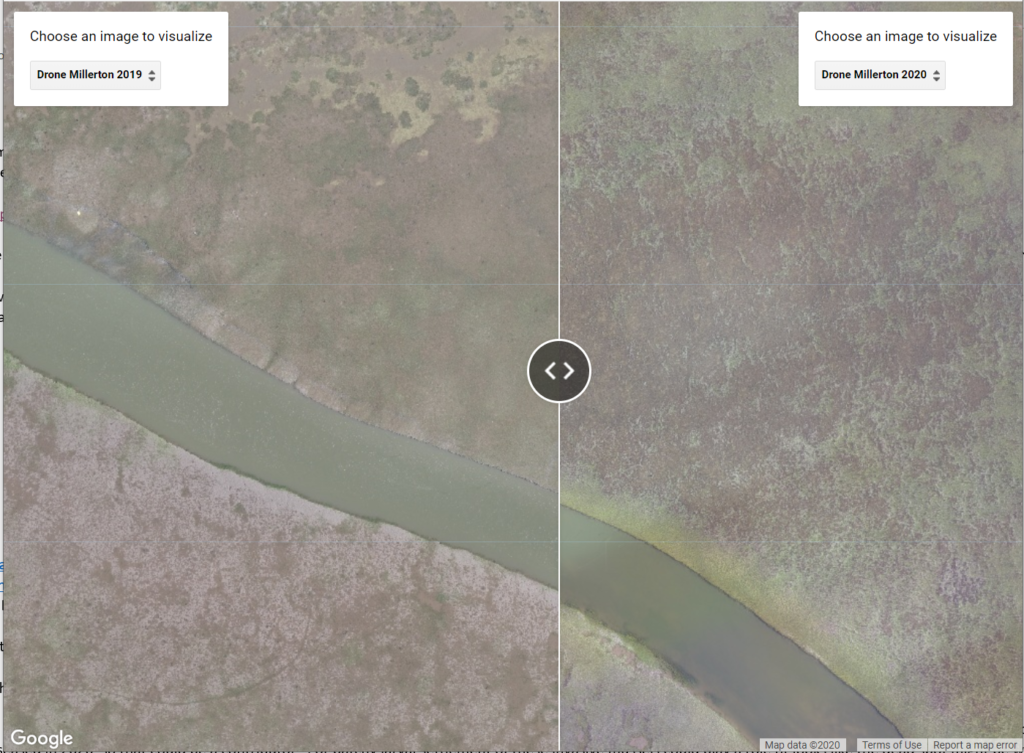 Choose an image to visualize
Drone Millerton 2019
Choose an image to visualize
Drone Millerton 2020
Google
Map data ©2020
Terms of Use
Report a map error